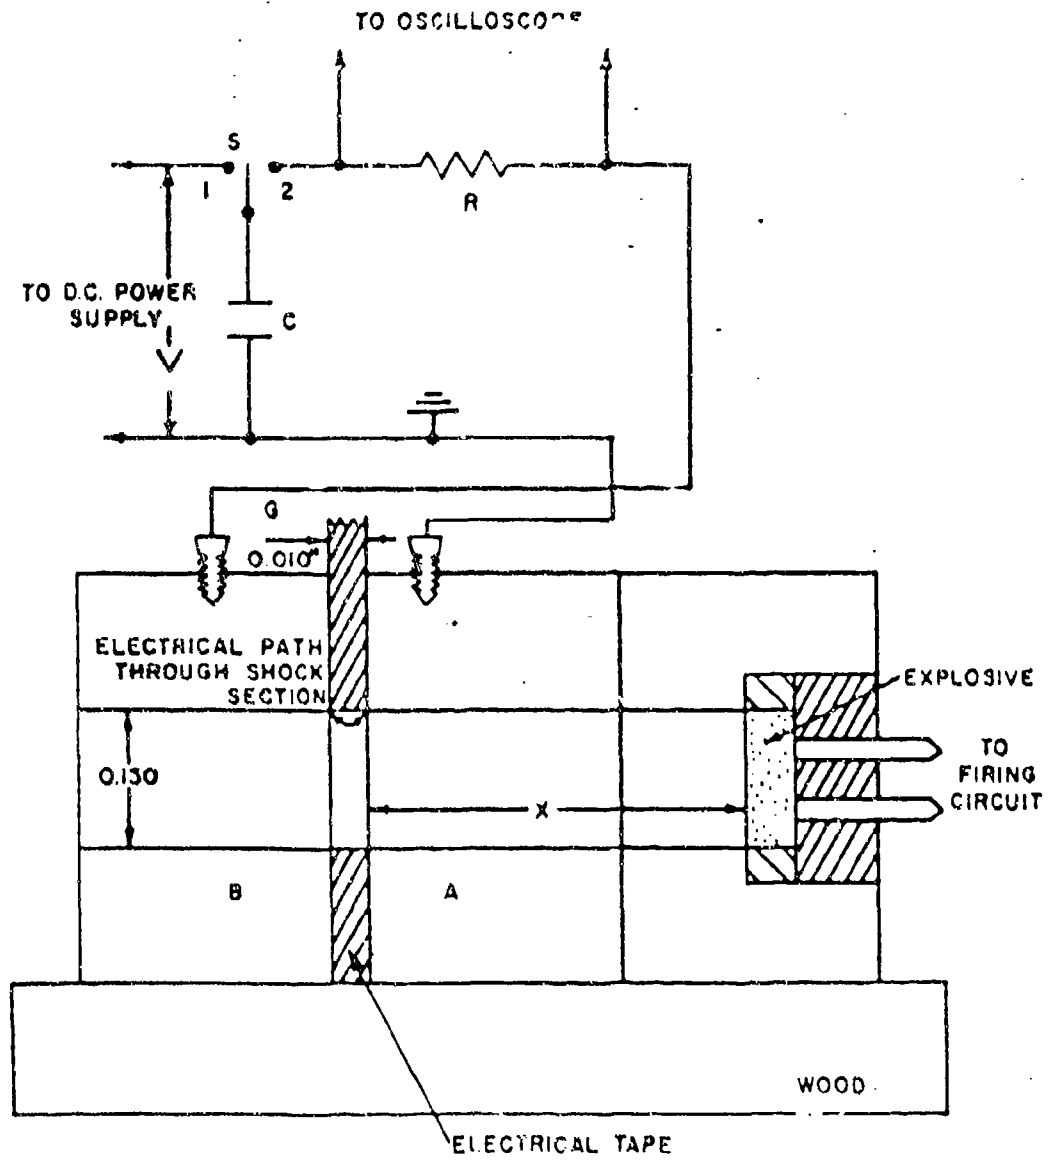 TO OSCILLOSCOPE
S
1
2
R
TO D.C. POWER
SUPPLY
V
C
G
0.010"
ELECTRICAL PATH
THROUGH SHOCK
SECTION
EXPLOSIVE
0.130
X
TO
FIRING
CIRCUIT
B
A
WOOD
ELECTRICAL TAPE